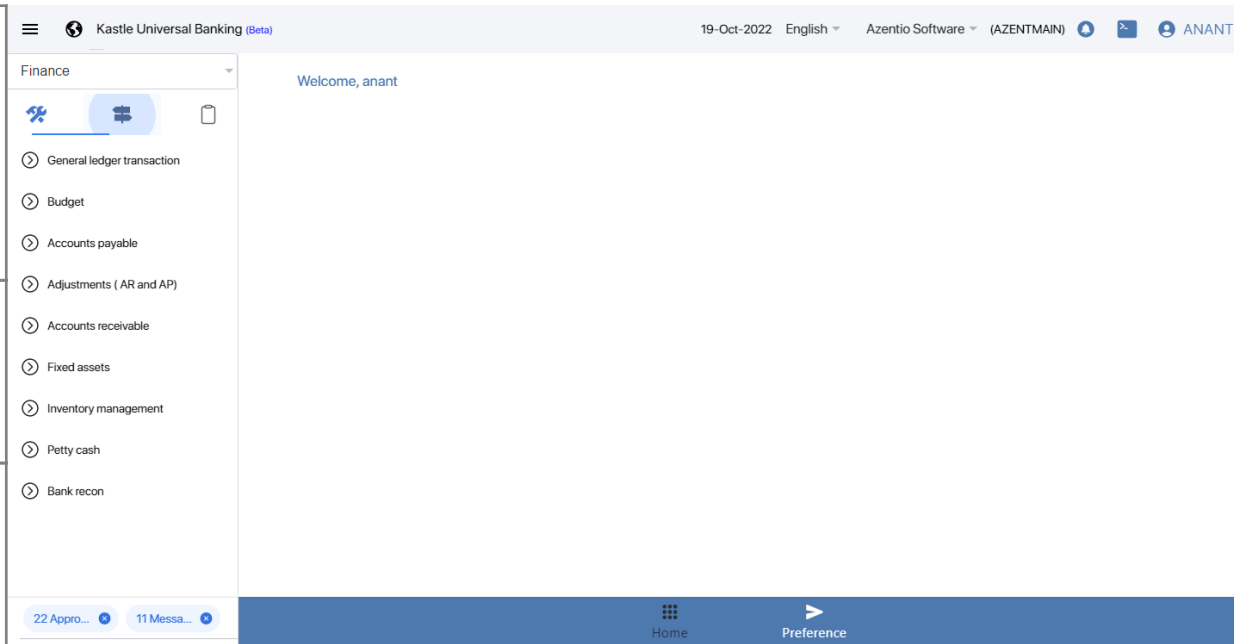 Kastle Universal Banking (Beta) 19-Oct-2022 English Azentio Software (AZENTMAIN) ANANT
Finance
Welcome, anant
General ledger transaction
Budget
Accounts payable
Adjustments ( AR and AP)
Accounts receivable
Fixed assets
Inventory management
Petty cash
Bank recon
22 Appro... 11 Messa...
Home Preference